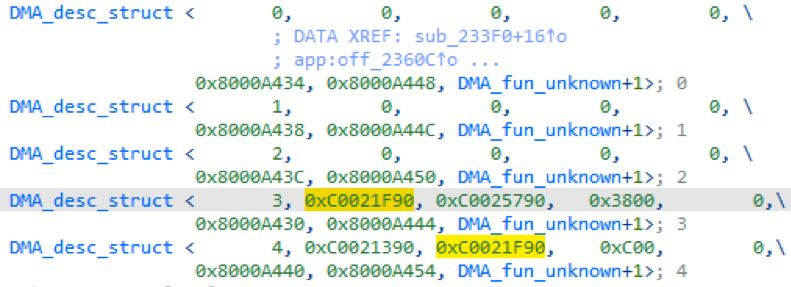 DMA_desc_struct <      0,       0,       0,       0,       0, \
; DATA XREF: sub_233F0+16↑o
; app:off_2360C↑o ...
0x8000A434, 0x8000A448, DMA_fun_unknown+1>; 0
DMA_desc_struct <      1,       0,       0,       0,       0, \
0x8000A438, 0x8000A44C, DMA_fun_unknown+1>; 1
DMA_desc_struct <      2,       0,       0,       0,       0, \
0x8000A43C, 0x8000A450, DMA_fun_unknown+1>; 2
DMA_desc_struct <      3, 0xC0021F90, 0xC0025790,   0x3800,       0,\
0x8000A430, 0x8000A444, DMA_fun_unknown+1>; 3
DMA_desc_struct <      4, 0xC0021390, 0xC0021F90,    0xC00,       0,\
0x8000A440, 0x8000A454, DMA_fun_unknown+1>; 4